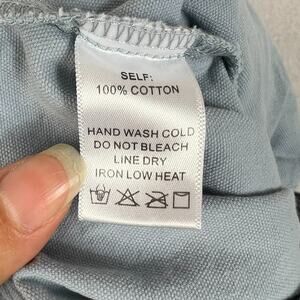 SELF:
100% COTTON
HAND WASH COLD
DO NOT BLEACH
LINE DRY
IRON LOW HEAT